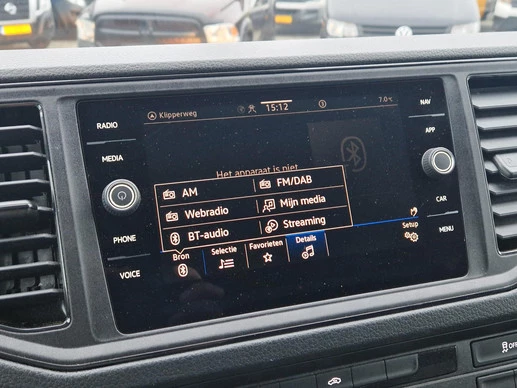 Klipperweg 15:12 7.0°C
RADIO
MEDIA
PHONE
VOICE
NAV
APP
CAR
MENU
Het apparaat is niet
AM
FM/DAB
Webradio
Mijn media
BT-audio
Streaming
Bron
Selectie
Favorieten
Details
Setup
OFF